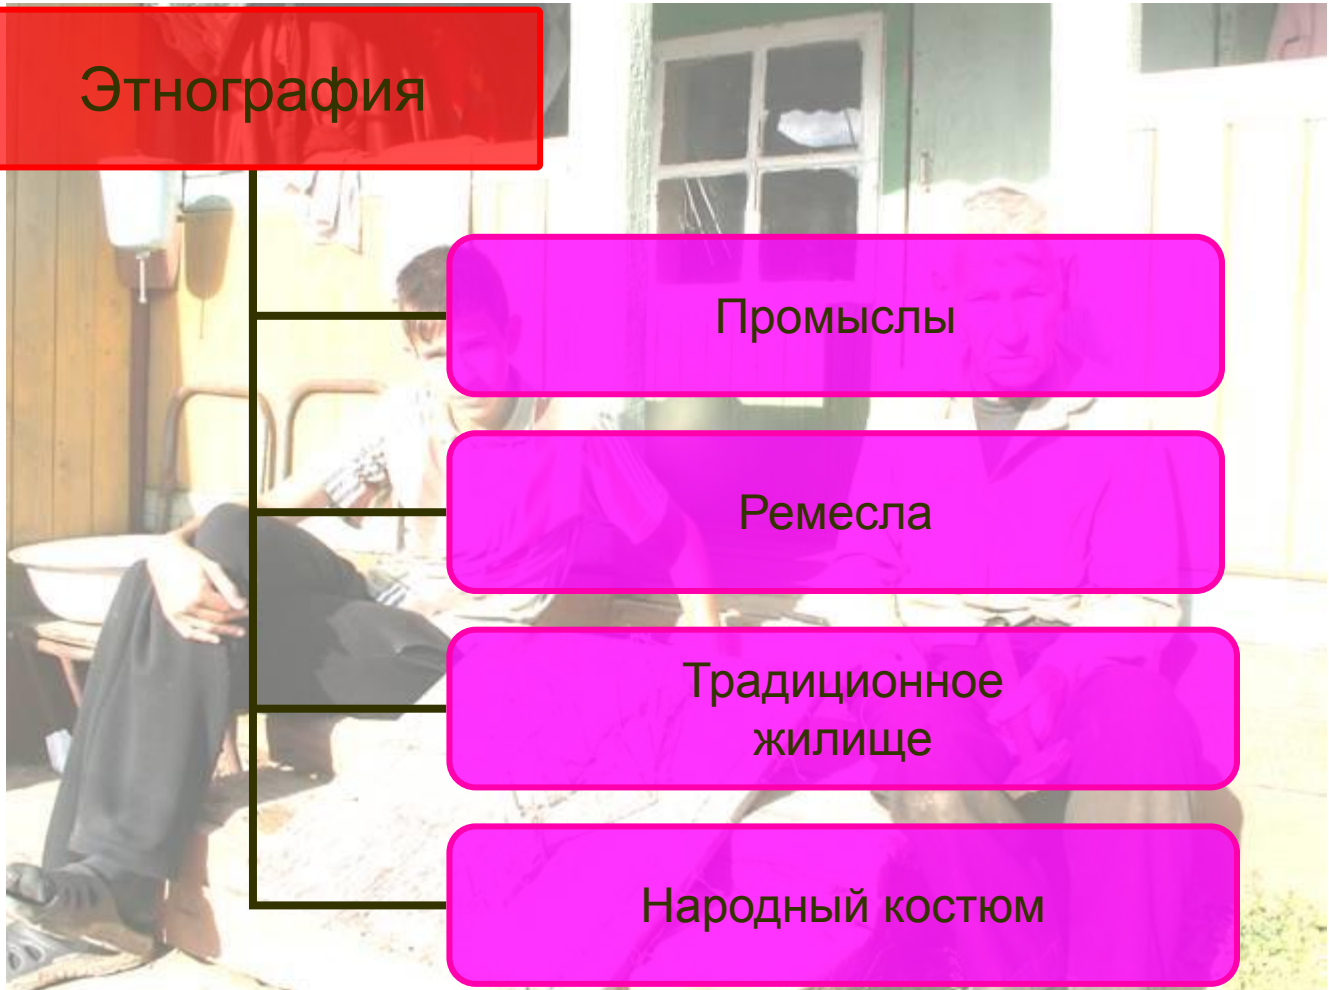 Этнография
Промыслы
Ремесла
Традиционное
жилище
Народный костюм